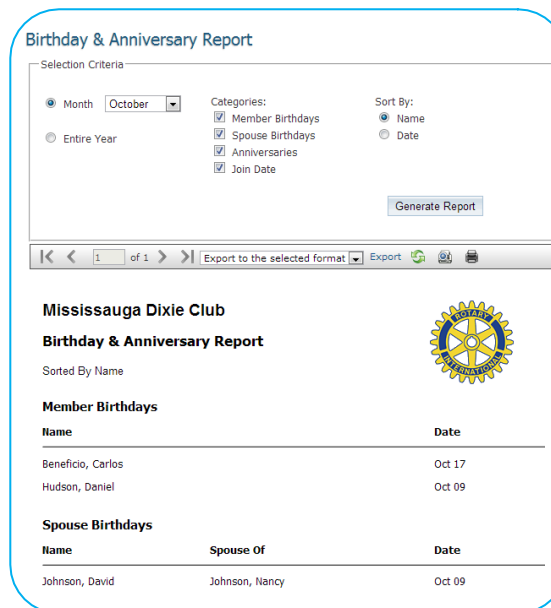 Birthday & Anniversary Report
Selection Criteria
Month October Categories: Sort By:
Member Birthdays Name
Entire Year Spouse Birthdays Date
Anniversaries
Join Date
Generate Report
1 of 1 Export to the selected format Export
Mississauga Dixie Club
Birthday & Anniversary Report
Sorted By Name
ROTARY
INTERNATIONAL
Member Birthdays
Name Date
Beneficio, Carlos Oct 17
Hudson, Daniel Oct 09
Spouse Birthdays
Name Spouse Of Date
Johnson, David Johnson, Nancy Oct 09